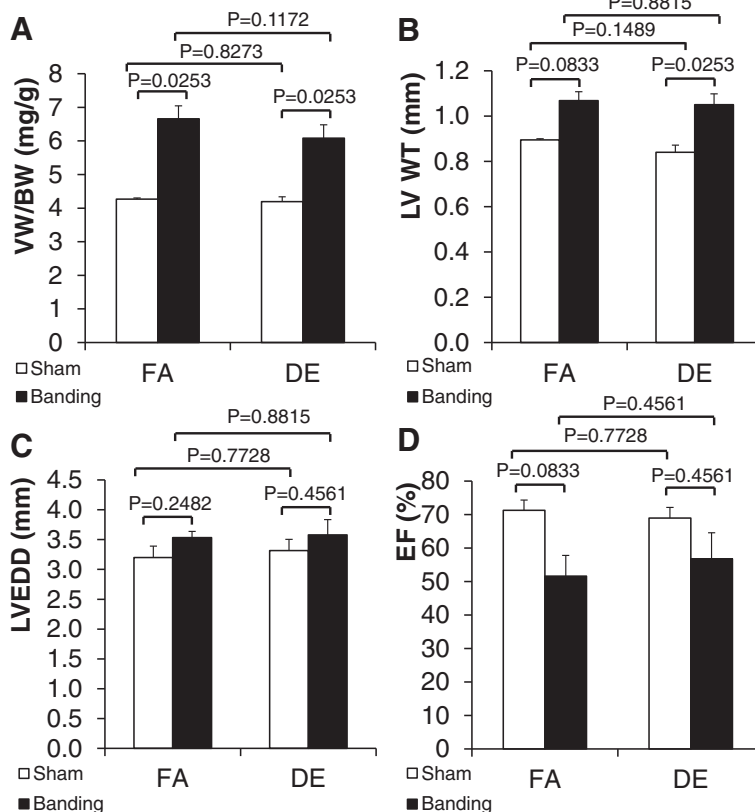 A
P=0.1172
P=0.8273
P=0.0253
P=0.0253
VW/BW (mg/g)
8
7
6
5
4
3
2
1
0
FA
DE
Sham
Banding
B
P=0.8815
P=0.1489
P=0.0833
P=0.0253
LV WT (mm)
1.2
1.0
0.8
0.6
0.4
0.2
0.0
FA
DE
Sham
Banding
C
P=0.8815
P=0.7728
P=0.2482
P=0.4561
LVEDD (mm)
4.5
4.0
3.5
3.0
2.5
2.0
1.5
1.0
0.5
0.0
FA
DE
Sham
Banding
D
P=0.4561
P=0.7728
P=0.0833
P=0.4561
EF (%)
80
70
60
50
40
30
20
10
0
FA
DE
Sham
Banding